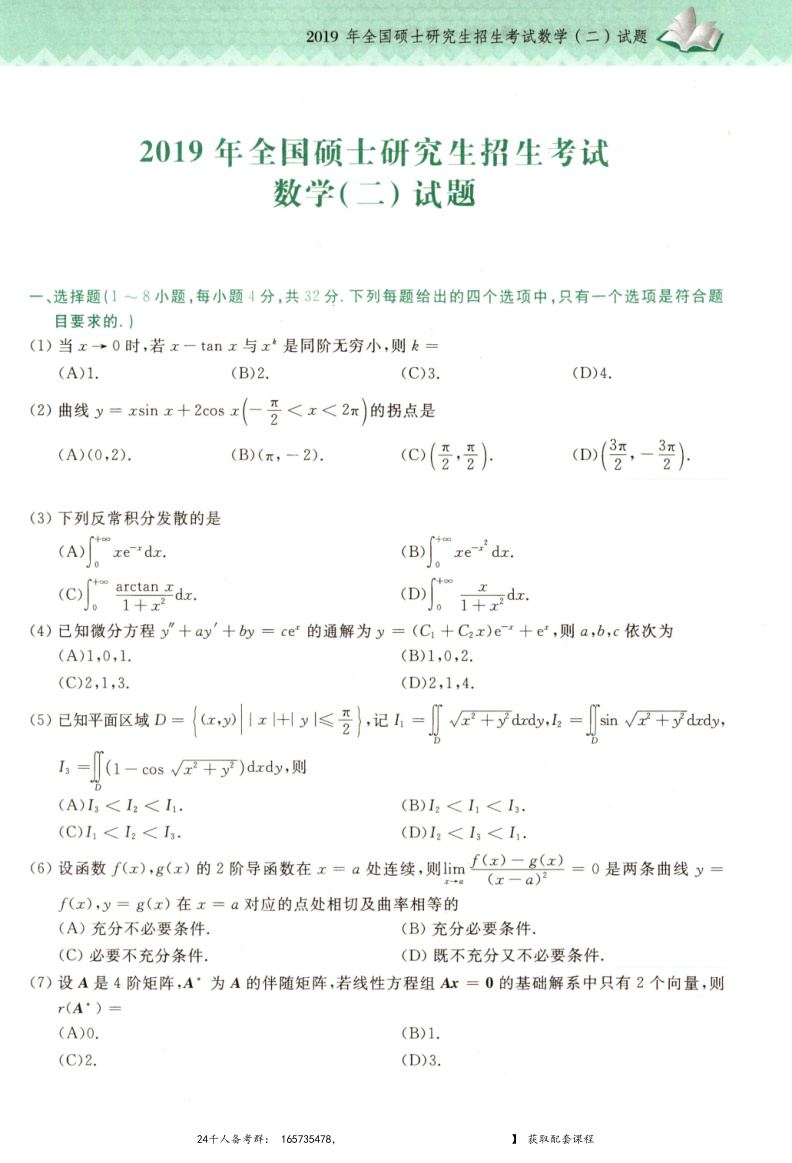 2019 年全国硕士研究生招生考试数学(二)试题
2019 年全国硕士研究生招生考试
数学(二)试题
一、选择题(1～8小题,每小题4分,共32分.下列每题给出的四个选项中,只有一个选项是符合题
目要求的.)
(1) 当 x→0 时,若 x－tan x 与 x^k 是同阶无穷小,则 k =
(A)1. (B)2. (C)3. (D)4.
(2) 曲线 y = xsin x + 2cos x(－π/2 < x < 2π)的拐点是
(A)(0,2). (B)(π,－2). (C)(π/2,π/2). (D)(3π/2,－3π/2).
(3) 下列反常积分发散的是
(A)∫_0^{+∞} xe^{-x}dx. (B)∫_0^{+∞} xe^{-x²}dx.
(C)∫_0^{+∞} arctan x/(1+x²) dx. (D)∫_0^{+∞} x/(1+x²) dx.
(4) 已知微分方程 y″+ay′+by = ce^x 的通解为 y = (C₁+C₂x)e^{-x}+e^x,则 a,b,c 依次为
(A)1,0,1. (B)1,0,2.
(C)2,1,3. (D)2,1,4.
(5) 已知平面区域 D = {(x,y)| |x|+|y|≤π/2},记 I₁ = ∬_D √(x²+y²)dxdy,I₂ = ∬_D sin √(x²+y²)dxdy,
I₃ = ∬_D (1－cos √(x²+y²))dxdy,则
(A)I₃ < I₂ < I₁. (B)I₂ < I₁ < I₃.
(C)I₁ < I₂ < I₃. (D)I₂ < I₃ < I₁.
(6) 设函数 f(x),g(x) 的 2 阶导函数在 x = a 处连续,则 lim_{x→a} (f(x)－g(x))/(x－a)² = 0 是两条曲线 y =
f(x),y = g(x) 在 x = a 对应的点处相切及曲率相等的
(A) 充分不必要条件. (B) 充分必要条件.
(C) 必要不充分条件. (D) 既不充分又不必要条件.
(7) 设 A 是 4 阶矩阵,A* 为 A 的伴随矩阵,若线性方程组 Ax = 0 的基础解系中只有 2 个向量,则
r(A*) =
(A)0. (B)1.
(C)2. (D)3.
24千人备考群： 165735478, 】 获取配套课程